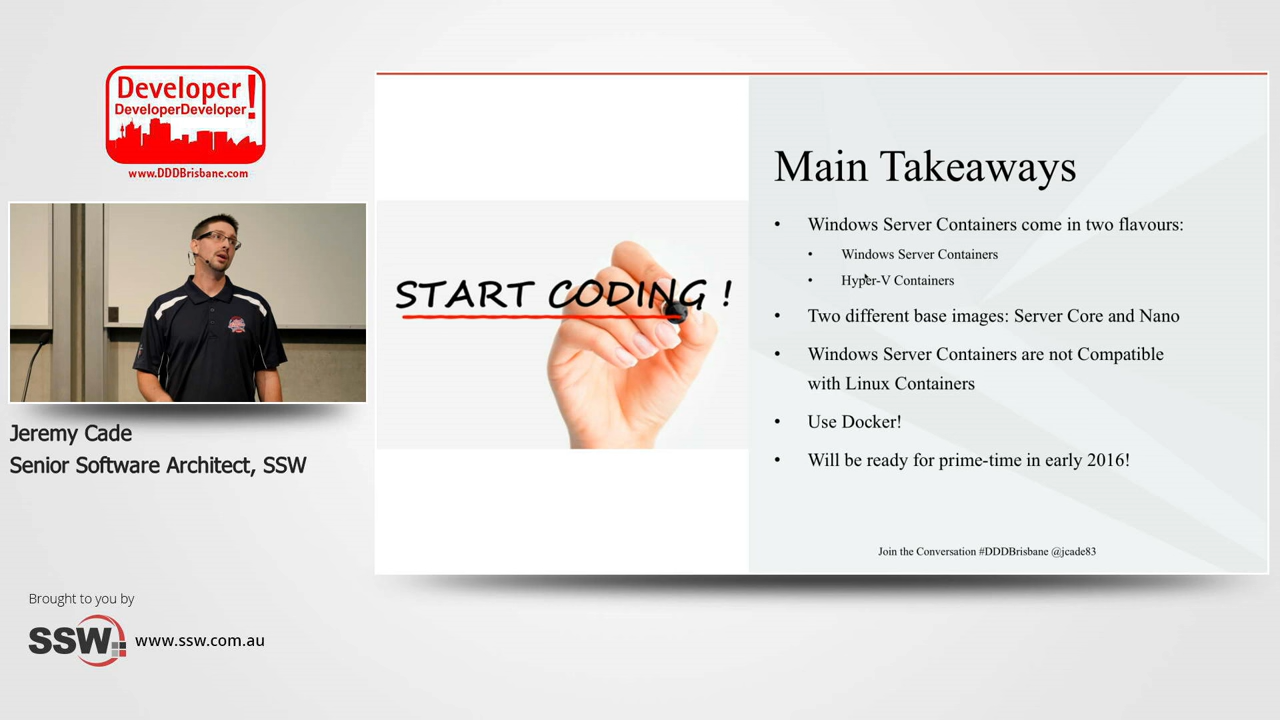 Developer!
DeveloperDeveloper
www.DDDBrisbane.com
Jeremy Cade
Senior Software Architect, SSW
Brought to you by
SSW www.ssw.com.au
START CODING !
Main Takeaways
• Windows Server Containers come in two flavours:
• Windows Server Containers
• Hyper-V Containers
• Two different base images: Server Core and Nano
• Windows Server Containers are not Compatible
with Linux Containers
• Use Docker!
• Will be ready for prime-time in early 2016!
Join the Conversation #DDDBrisbane @jcade83